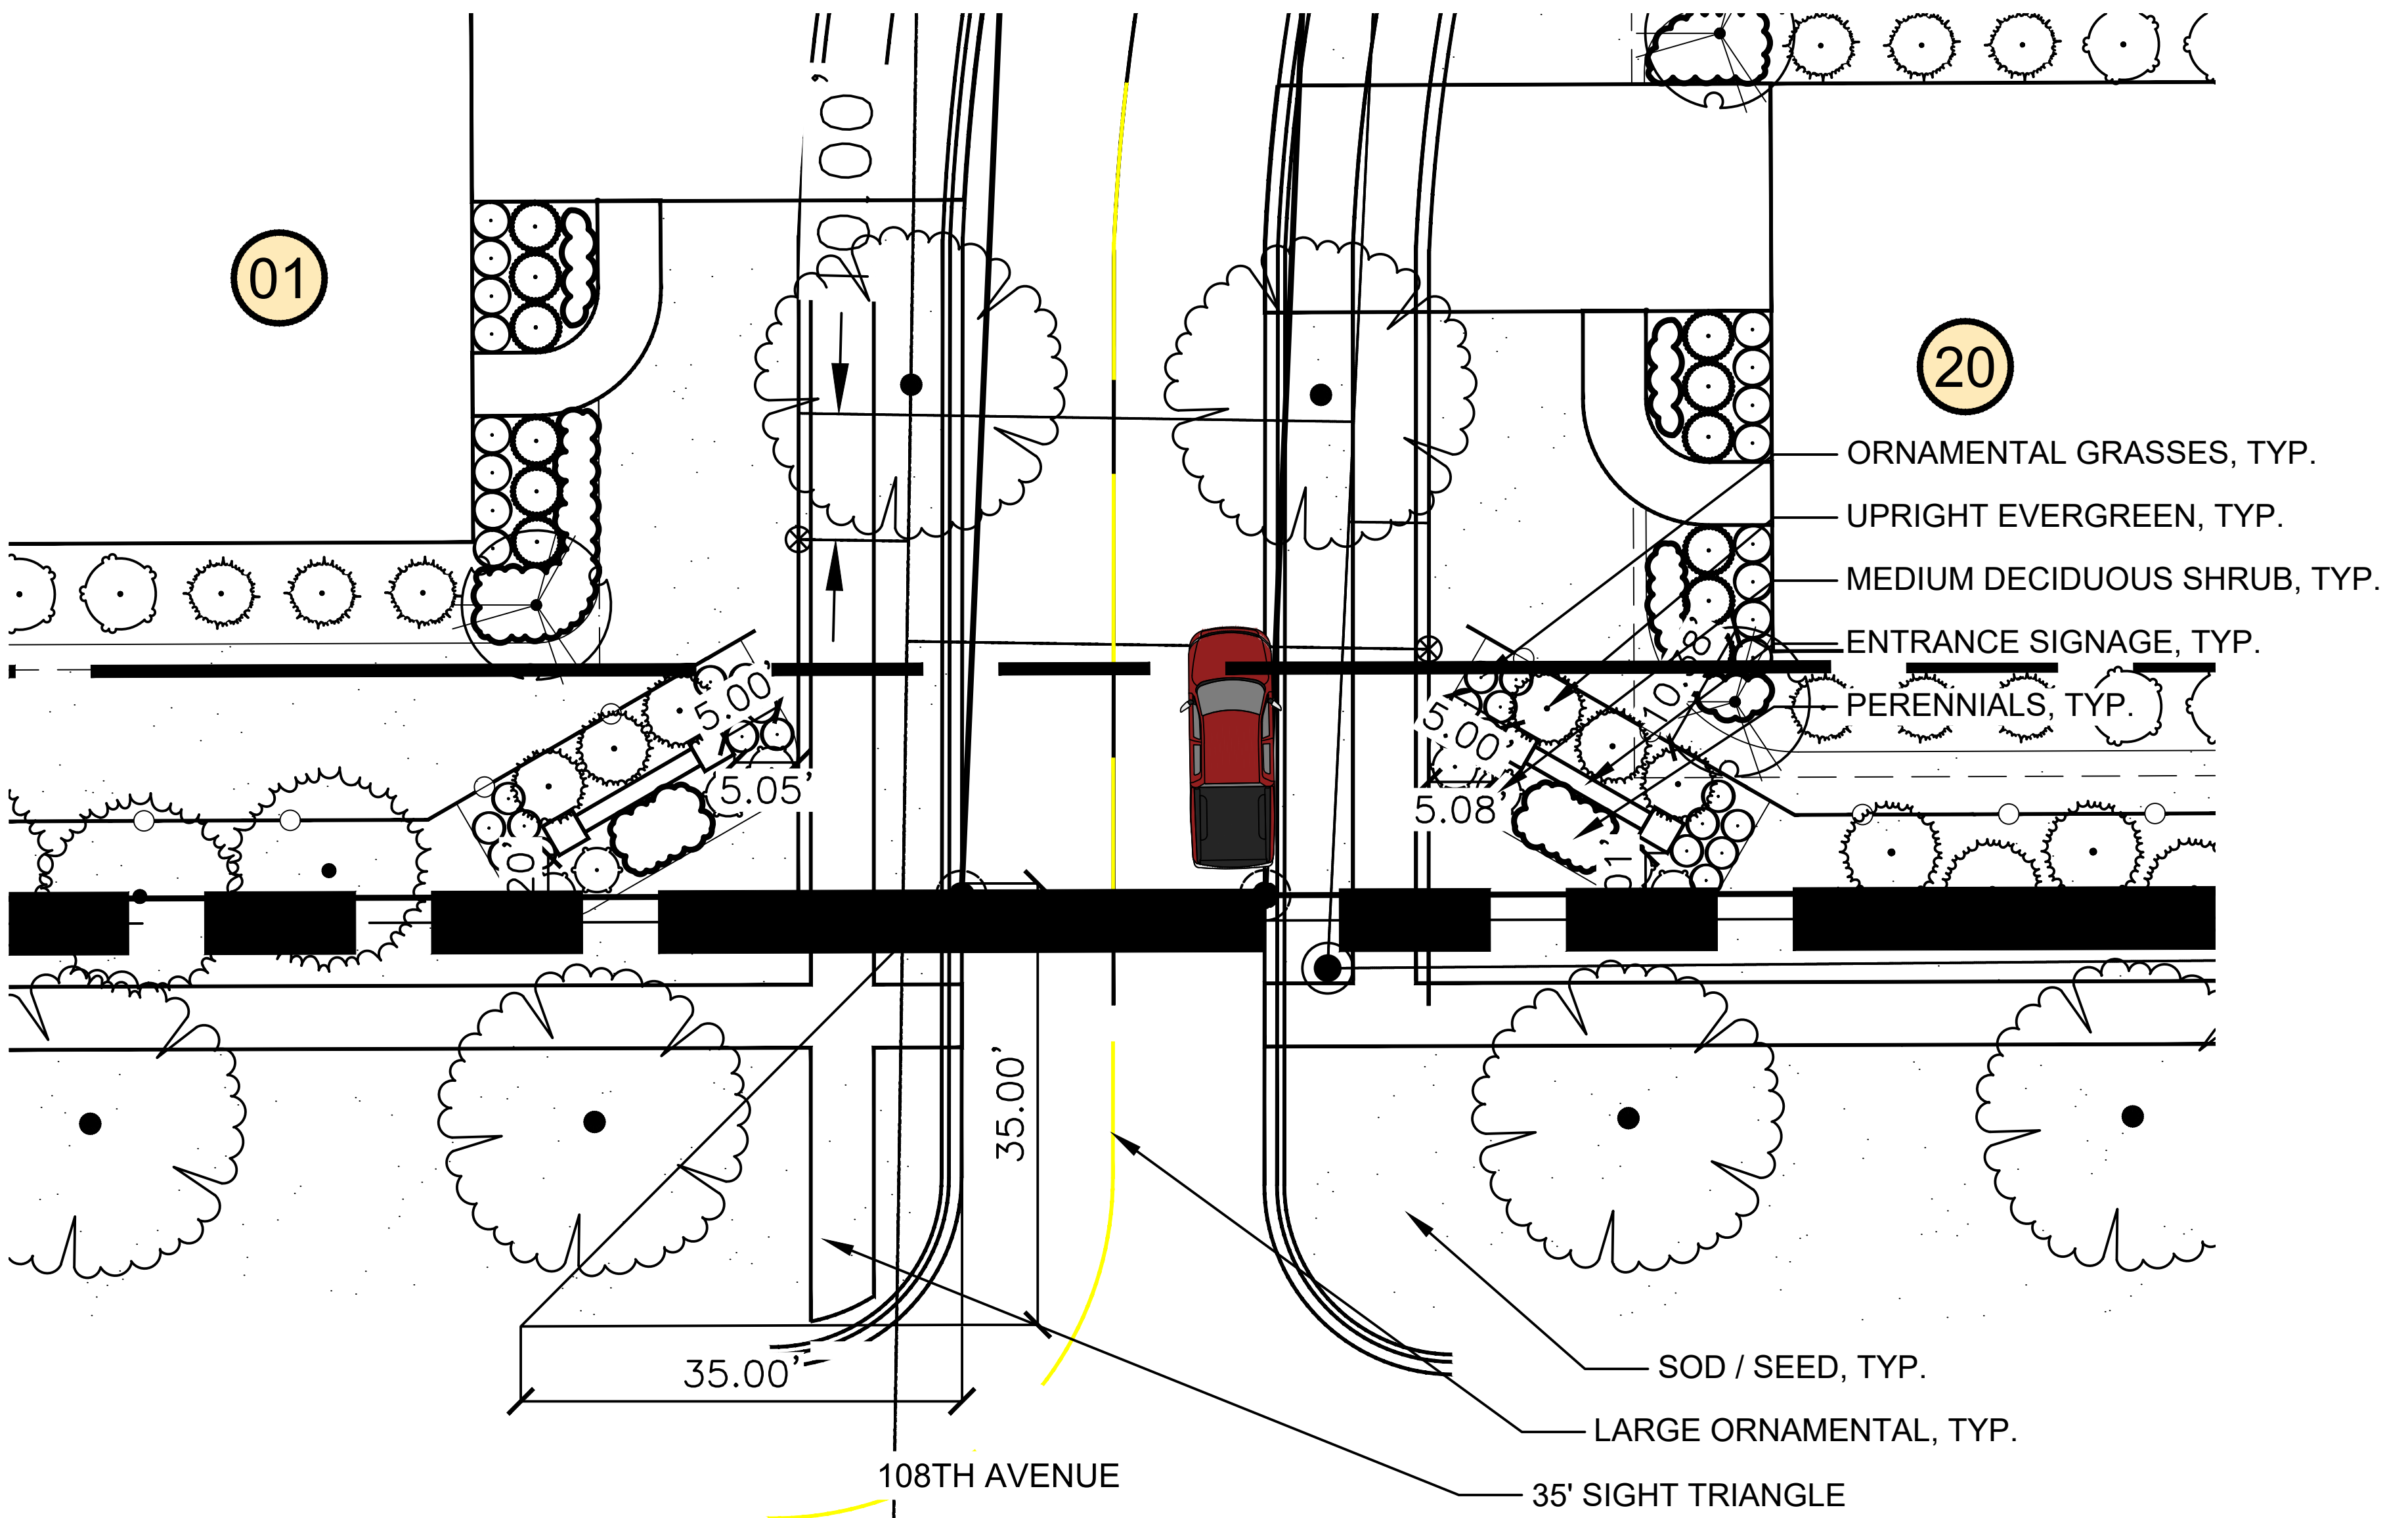 01
20
ORNAMENTAL GRASSES, TYP.
UPRIGHT EVERGREEN, TYP.
MEDIUM DECIDUOUS SHRUB, TYP.
ENTRANCE SIGNAGE, TYP.
PERENNIALS, TYP.
5.00'
5.05'
5.00'
5.08'
35.00'
35.00'
SOD / SEED, TYP.
LARGE ORNAMENTAL, TYP.
108TH AVENUE
35' SIGHT TRIANGLE